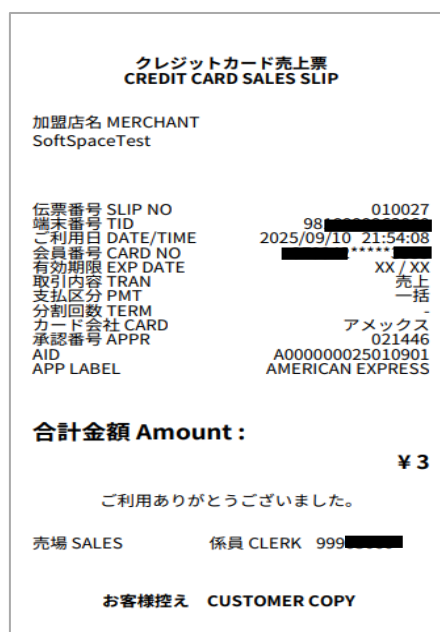 クレジットカード売上票
CREDIT CARD SALES SLIP
加盟店名 MERCHANT
SoftSpaceTest
伝票番号 SLIP NO 010027
端末番号 TID 98
ご利用日 DATE/TIME 2025/09/10 21:54:08
会員番号 CARD NO *****
有効期限 EXP DATE XX / XX
取引内容 TRAN 売上
支払区分 PMT 一括
分割回数 TERM -
カード会社 CARD アメックス
承認番号 APPR 021446
AID A000000025010901
APP LABEL AMERICAN EXPRESS
合計金額 Amount :
¥ 3
ご利用ありがとうございました。
売場 SALES 係員 CLERK 999
お客様控え CUSTOMER COPY